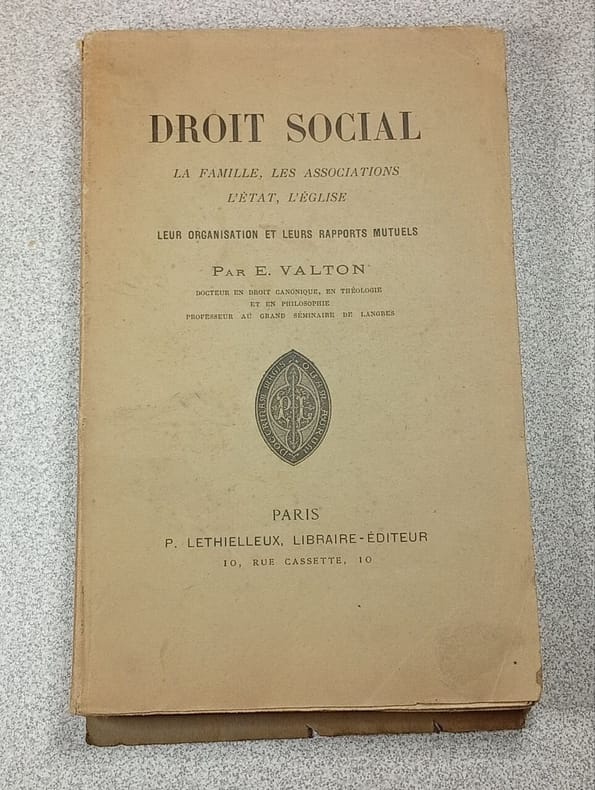 DROIT SOCIAL
LA FAMILLE, LES ASSOCIATIONS
L'ÉTAT, L'ÉGLISE
LEUR ORGANISATION ET LEURS RAPPORTS MUTUELS
PAR E. VALTON
DOCTEUR EN DROIT CANONIQUE, EN THÉOLOGIE
ET EN PHILOSOPHIE
PROFESSEUR AU GRAND SÉMINAIRE DE LANGRES
PARIS
P. LETHIELLEUX, LIBRAIRE-ÉDITEUR
10, RUE CASSETTE, 10